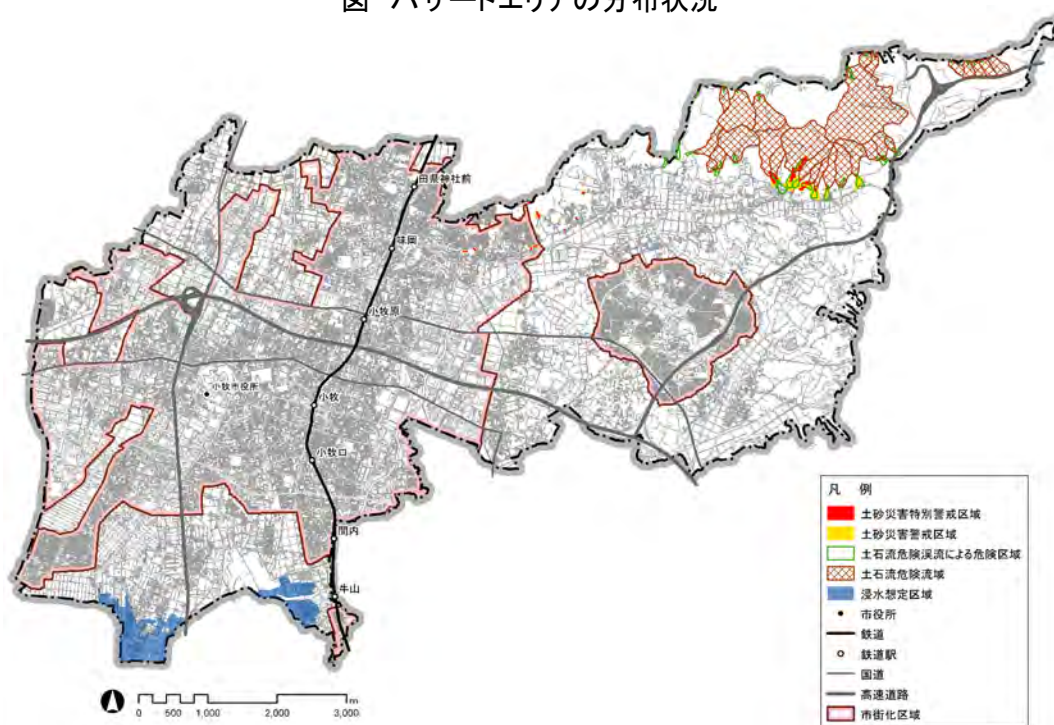 図 ハザードエリアの分布状況
田県神社前
味岡
小牧原
小牧市役所
小牧
小牧口
間内
牛山
凡 例
土砂災害特別警戒区域
土砂災害警戒区域
土石流危険渓流による危険区域
土石流危険流域
浸水想定区域
市役所
鉄道
鉄道駅
国道
高速道路
市街化区域
0 500 1,000 2,000 3,000 m